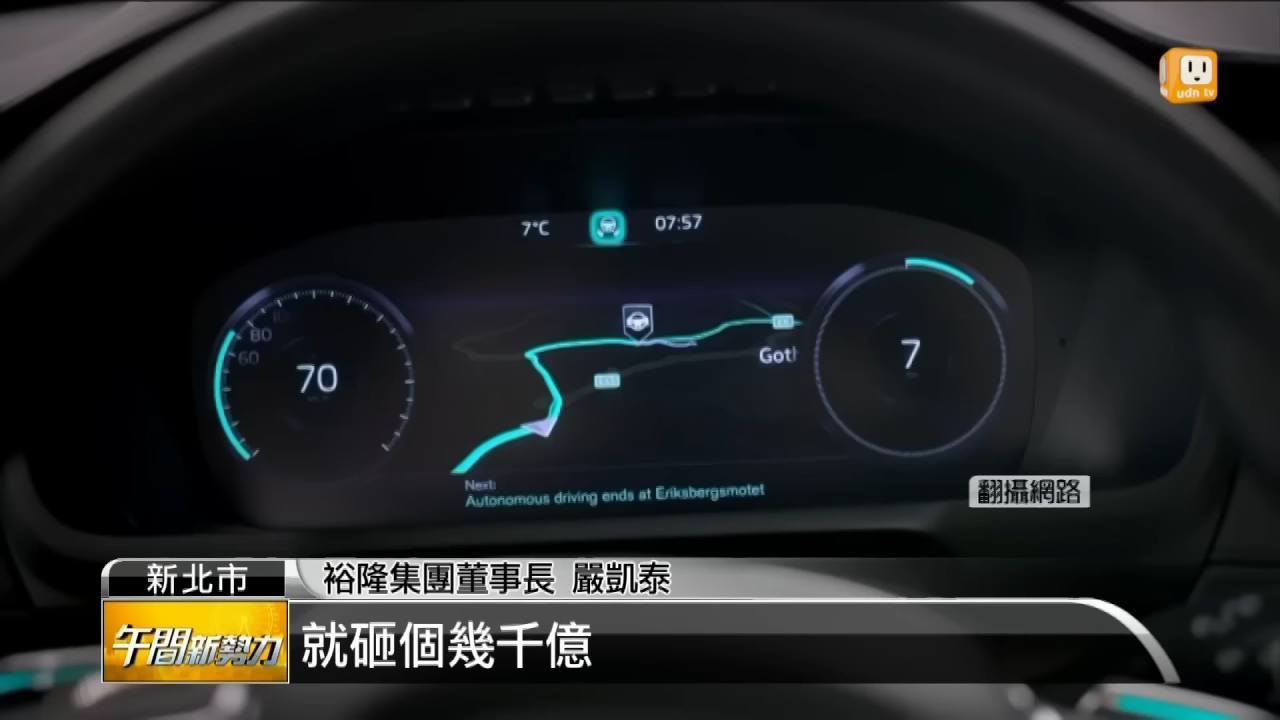 udn tv
7°C 07:57
80
60
70
Got
7
Next:
Autonomous driving ends at Eriksbergsmotet
翻攝網路
新北市
裕隆集團董事長 嚴凱泰
午間新勢力
就砸個幾千億